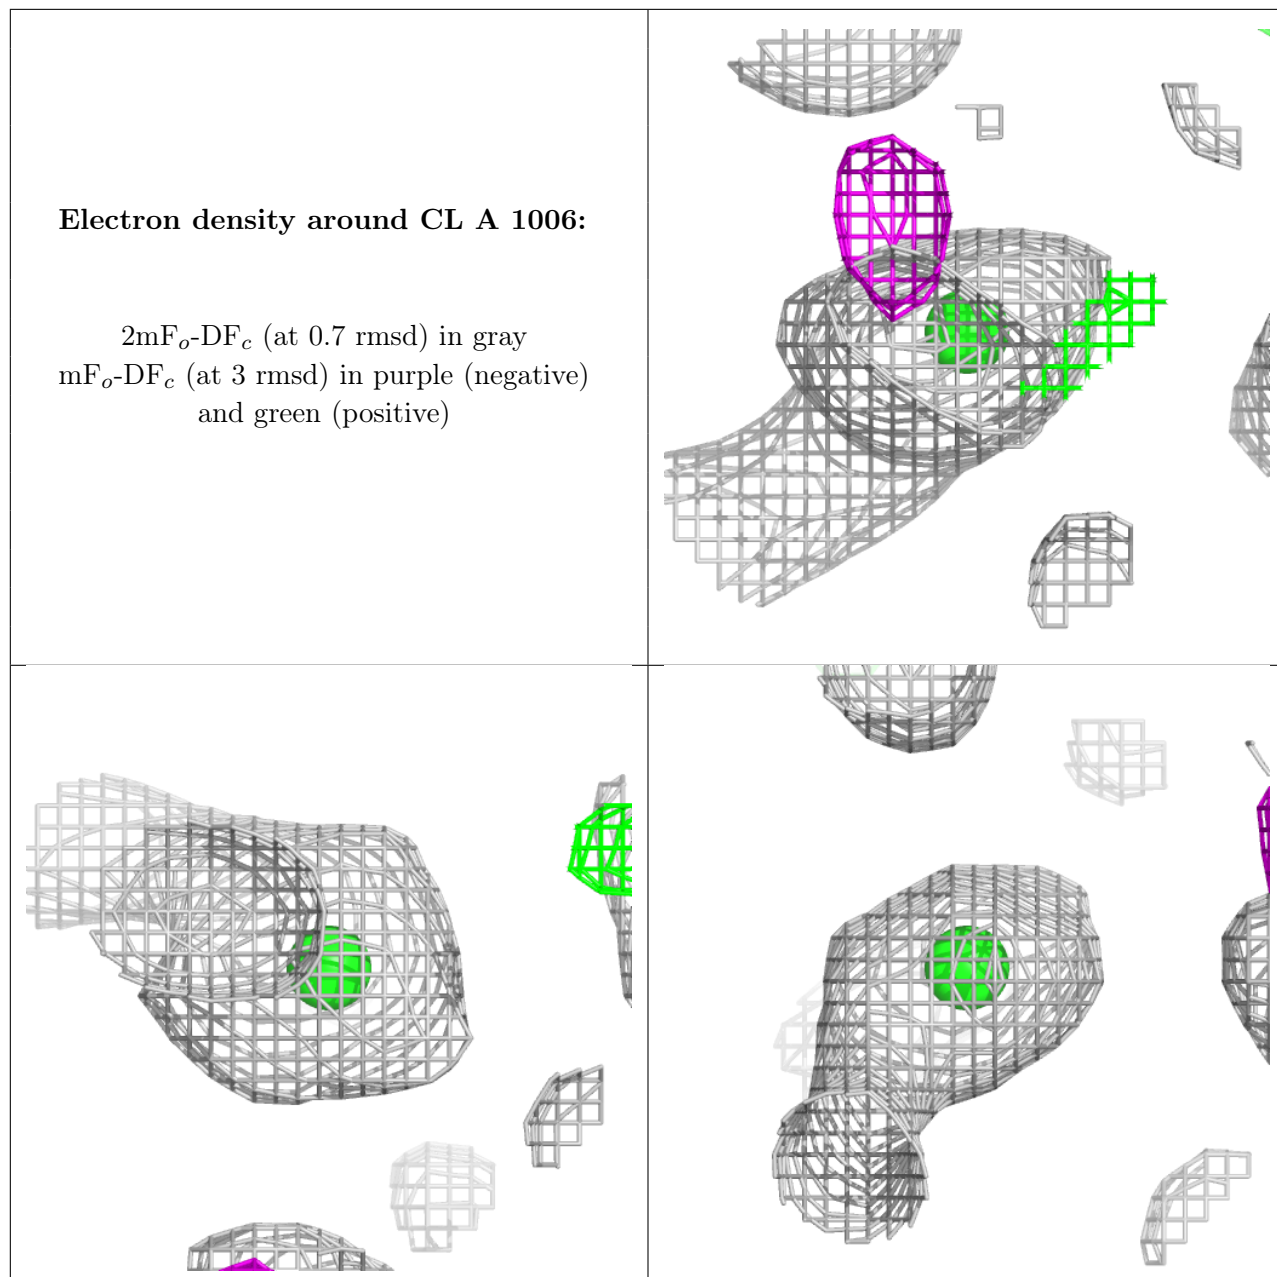 Electron density around CL A 1006:
2mFₒ-DF𝒸 (at 0.7 rmsd) in gray
mFₒ-DF𝒸 (at 3 rmsd) in purple (negative)
and green (positive)